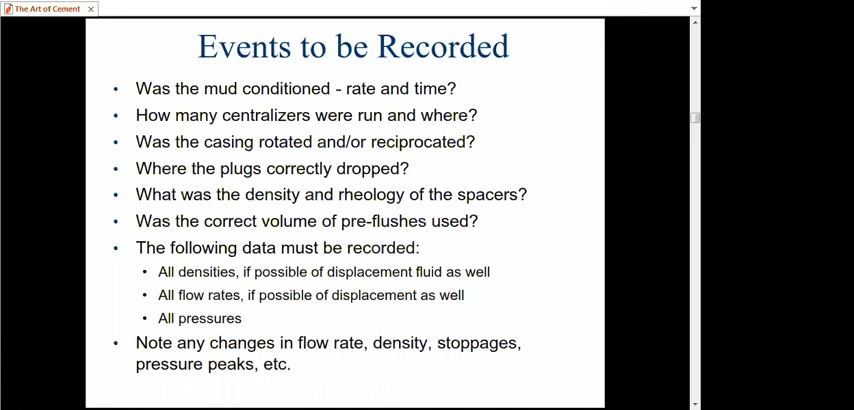 The Art of Cement
Events to be Recorded
• Was the mud conditioned - rate and time?
• How many centralizers were run and where?
• Was the casing rotated and/or reciprocated?
• Where the plugs correctly dropped?
• What was the density and rheology of the spacers?
• Was the correct volume of pre-flushes used?
• The following data must be recorded:
• All densities, if possible of displacement fluid as well
• All flow rates, if possible of displacement as well
• All pressures
• Note any changes in flow rate, density, stoppages,
pressure peaks, etc.